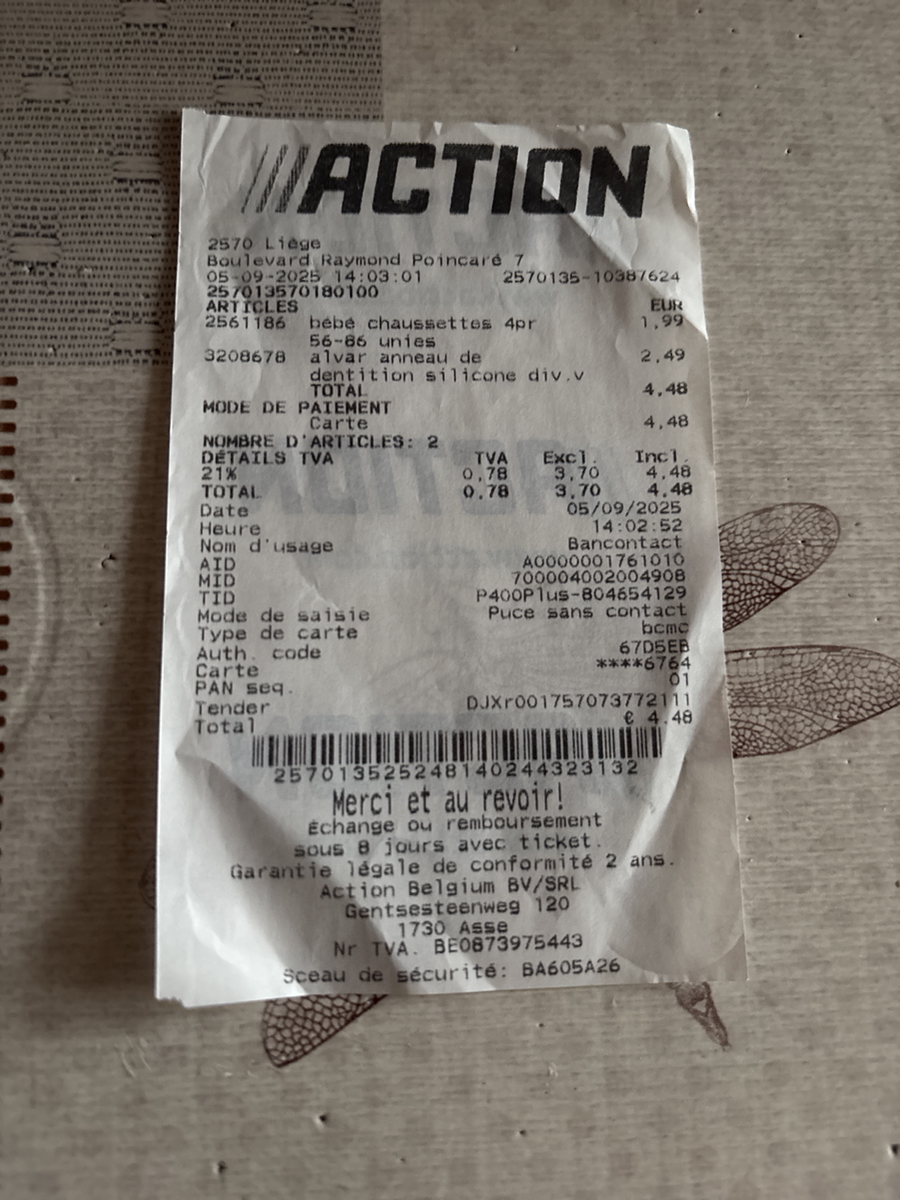 ///ACTION
2570 Liège
Boulevard Raymond Poincaré 7
05-09-2025 14:03:01 2570135-10387624
257013570180100
ARTICLES EUR
2561186 bébé chaussettes 4pr 1,99
56-86 unies
3208678 alvar anneau de 2,49
dentition silicone div.v
TOTAL 4,48
MODE DE PAIEMENT
Carte 4,48
NOMBRE D'ARTICLES: 2
DÉTAILS TVA TVA Excl. Incl.
21% 0,78 3,70 4,48
TOTAL 0,78 3,70 4,48
Date 05/09/2025
Heure 14:02:52
Nom d'usage Bancontact
AID A0000001761010
MID 700004002004908
TID P400Plus-804654129
Mode de saisie Puce sans contact
Type de carte bcmc
Auth. code 67D5EB
Carte ****6764
PAN seq. 01
Tender DJXr001757073772111
Total € 4.48
257013525248140244323132
Merci et au revoir!
Échange ou remboursement
sous 8 jours avec ticket.
Garantie légale de conformité 2 ans.
Action Belgium BV/SRL
Gentsesteenweg 120
1730 Asse
Nr TVA. BE0873975443
Sceau de sécurité: BA605A26